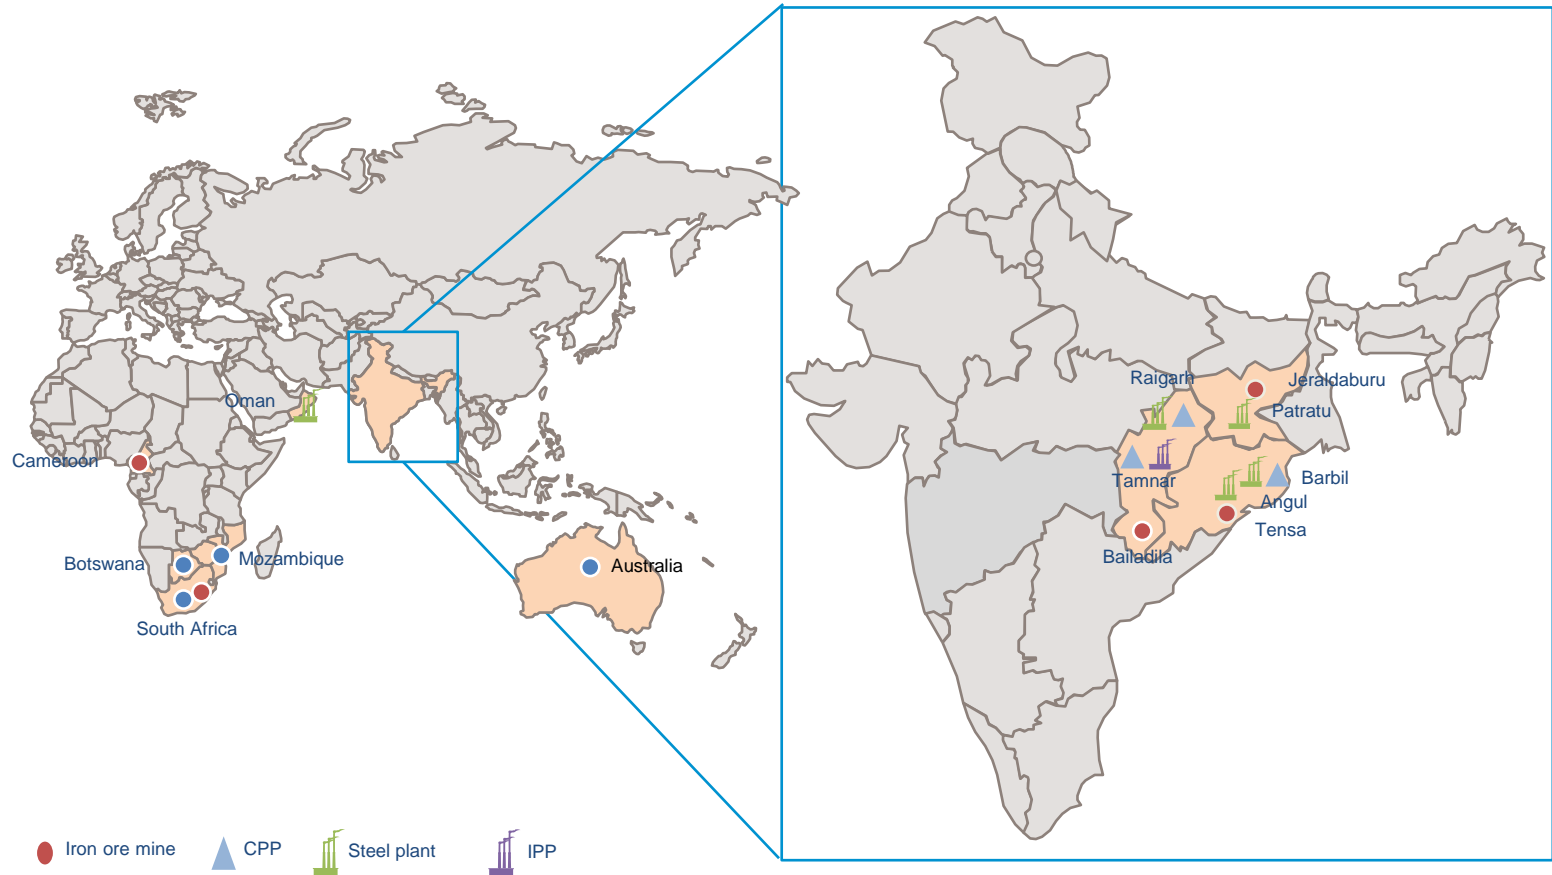 Raigarh
Jeraldaburu
Oman
Patratu
Cameroon
Tamnar
Barbil
Angul
Tensa
Botswana
Mozambique
Australia
Bailadila
South Africa
Iron ore mine
CPP
Steel plant
IPP